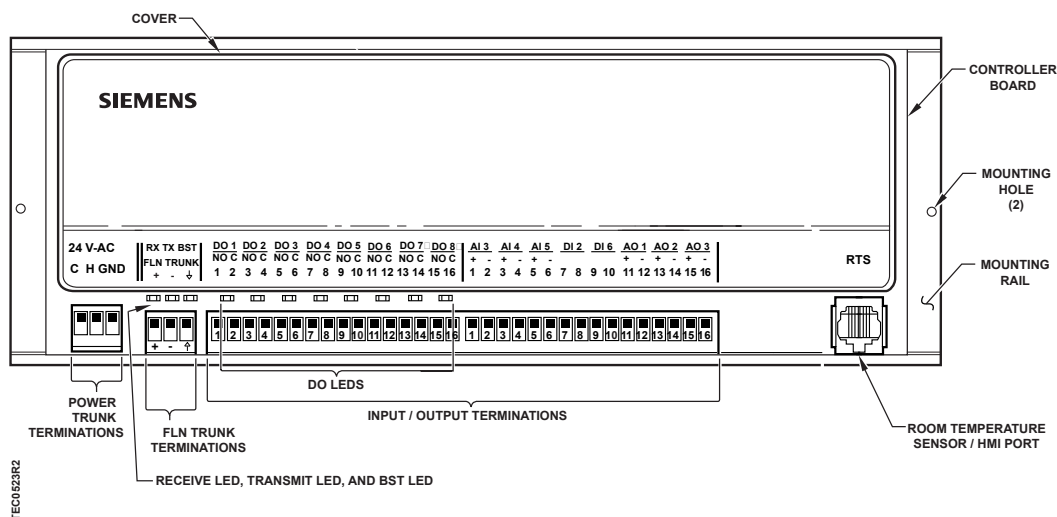 COVER
CONTROLLER
BOARD
SIEMENS
MOUNTING
HOLE
(2)
24 V-AC
C H GND
RX TX BST
FLN TRUNK
+ -
DO 1 DO 2 DO 3 DO 4 DO 5 DO 6 DO 7 DO 8 AI 3 AI 4 AI 5 DI 2 DI 6 AO 1 AO 2 AO 3
NO C NO C NO C NO C NO C NO C NO C NO C + - + - + - + - + - + -
1 2 3 4 5 6 7 8 9 10 11 12 13 14 15 16 1 2 3 4 5 6 7 8 9 10 11 12 13 14 15 16
RTS
MOUNTING
RAIL
+ -
1 2 3 4 5 6 7 8 9 10 11 12 13 14 15 16 1 2 3 4 5 6 7 8 9 10 11 12 13 14 15 16
DO LEDS
POWER
TRUNK
TERMINATIONS
FLN TRUNK
TERMINATIONS
INPUT / OUTPUT TERMINATIONS
ROOM TEMPERATURE
SENSOR / HMI PORT
RECEIVE LED, TRANSMIT LED, AND BST LED
TEC0523R2